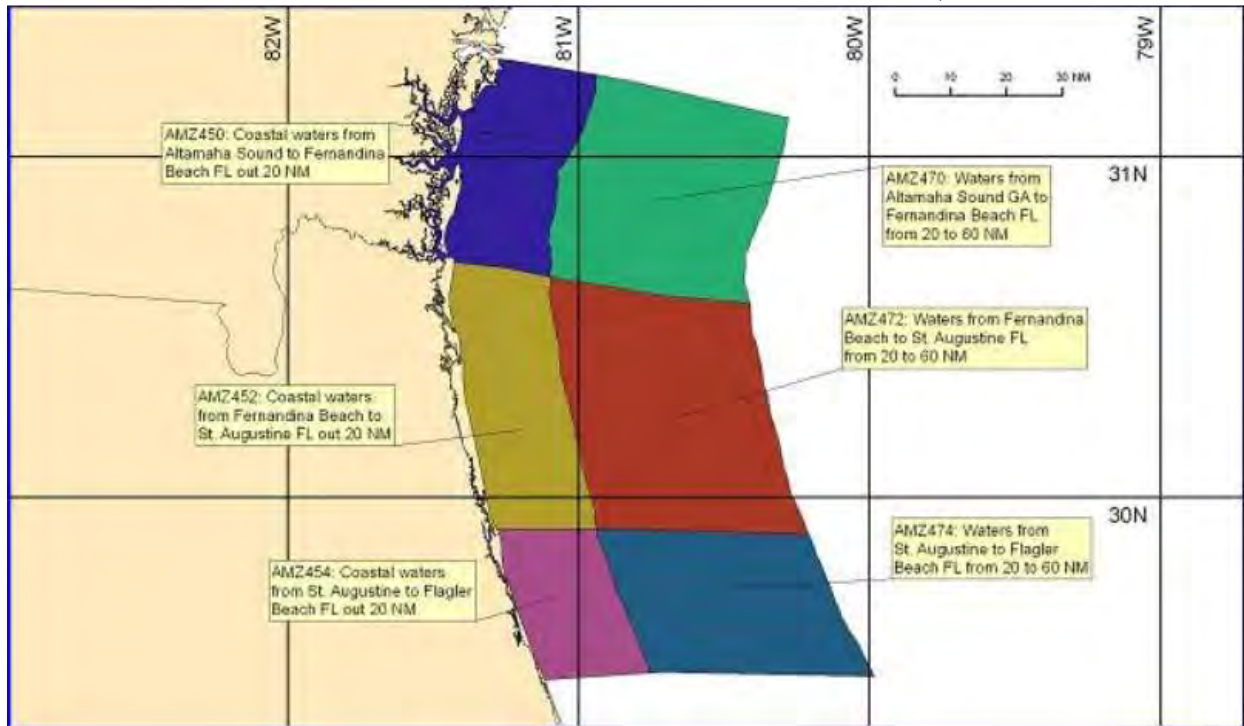 82W
81W
80W
79W
0 10 20 30 NM
AMZ450: Coastal waters from
Altamaha Sound to Fernandina
Beach FL out 20 NM
31N
AMZ470: Waters from
Altamaha Sound GA to
Fernandina Beach FL
from 20 to 60 NM
AMZ472: Waters from Fernandina
Beach to St. Augustine FL
from 20 to 60 NM
AMZ452: Coastal waters
from Fernandina Beach to
St. Augustine FL out 20 NM
30N
AMZ474: Waters from
St. Augustine to Flagler
Beach FL from 20 to 60 NM
AMZ454: Coastal waters
from St. Augustine to Flagler
Beach FL out 20 NM